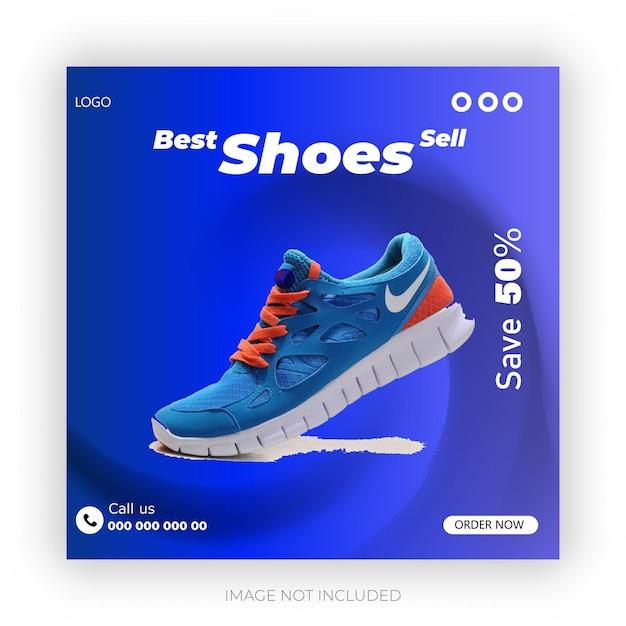 LOGO
Best Shoes Sell
Save 50%
Call us
000 000 000 00
ORDER NOW
IMAGE NOT INCLUDED